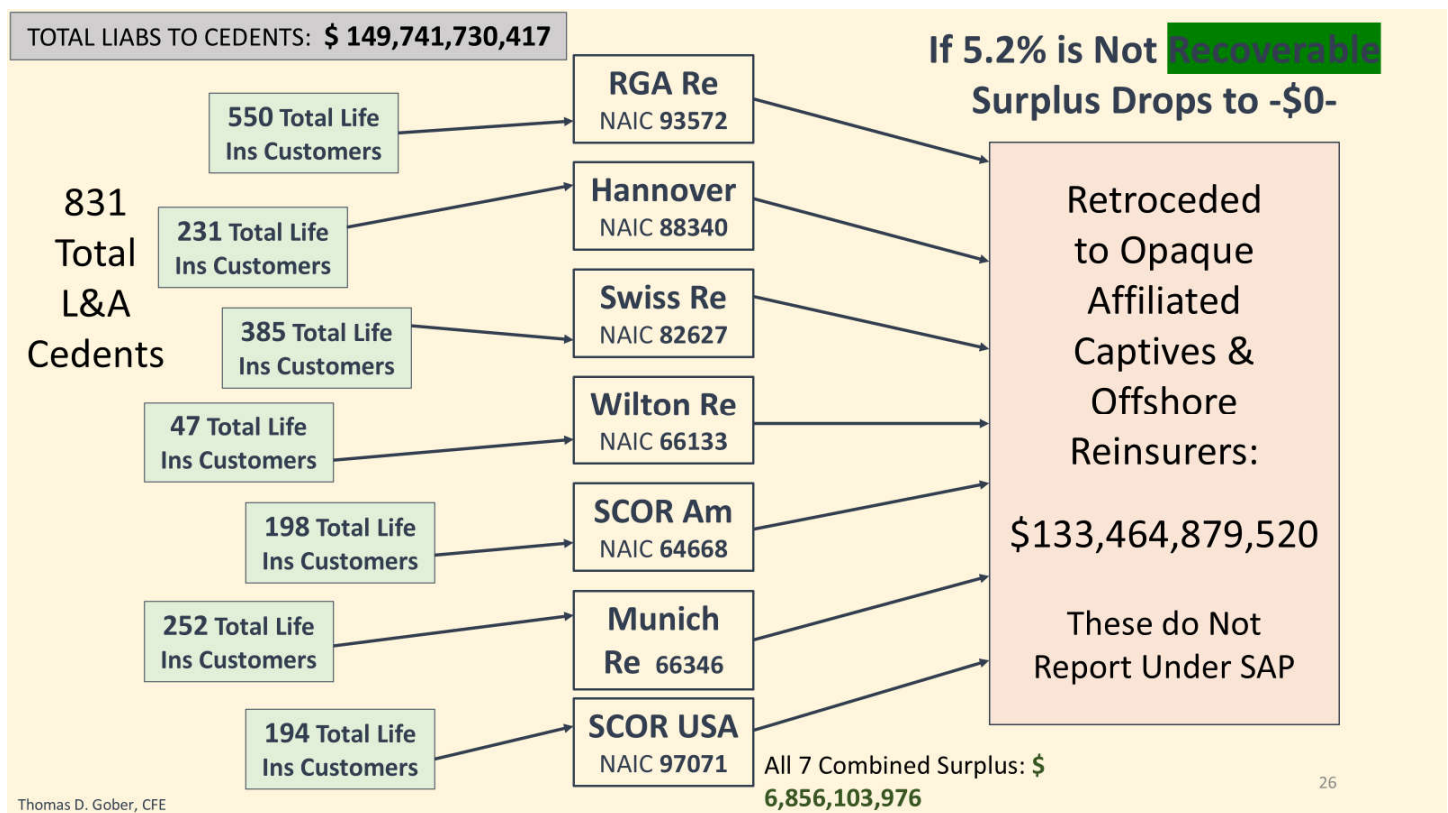 TOTAL LIABS TO CEDENTS: $ 149,741,730,417
If 5.2% is Not Recoverable
Surplus Drops to -$0-
831
Total
L&A
Cedents
550 Total Life
Ins Customers
231 Total Life
Ins Customers
385 Total Life
Ins Customers
47 Total Life
Ins Customers
198 Total Life
Ins Customers
252 Total Life
Ins Customers
194 Total Life
Ins Customers
RGA Re
NAIC 93572
Hannover
NAIC 88340
Swiss Re
NAIC 82627
Wilton Re
NAIC 66133
SCOR Am
NAIC 64668
Munich
Re 66346
SCOR USA
NAIC 97071
Retroceded
to Opaque
Affiliated
Captives &
Offshore
Reinsurers:
$133,464,879,520
These do Not
Report Under SAP
All 7 Combined Surplus: $
6,856,103,976
26
Thomas D. Gober, CFE